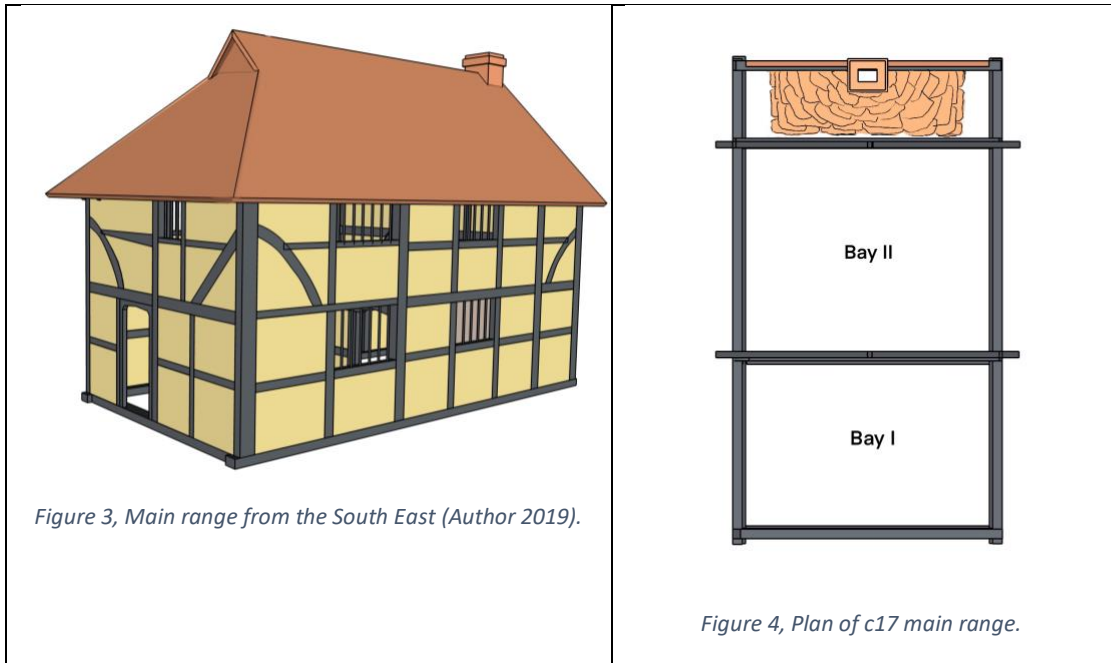 Bay II
Bay I
Figure 3, Main range from the South East (Author 2019).
Figure 4, Plan of c17 main range.